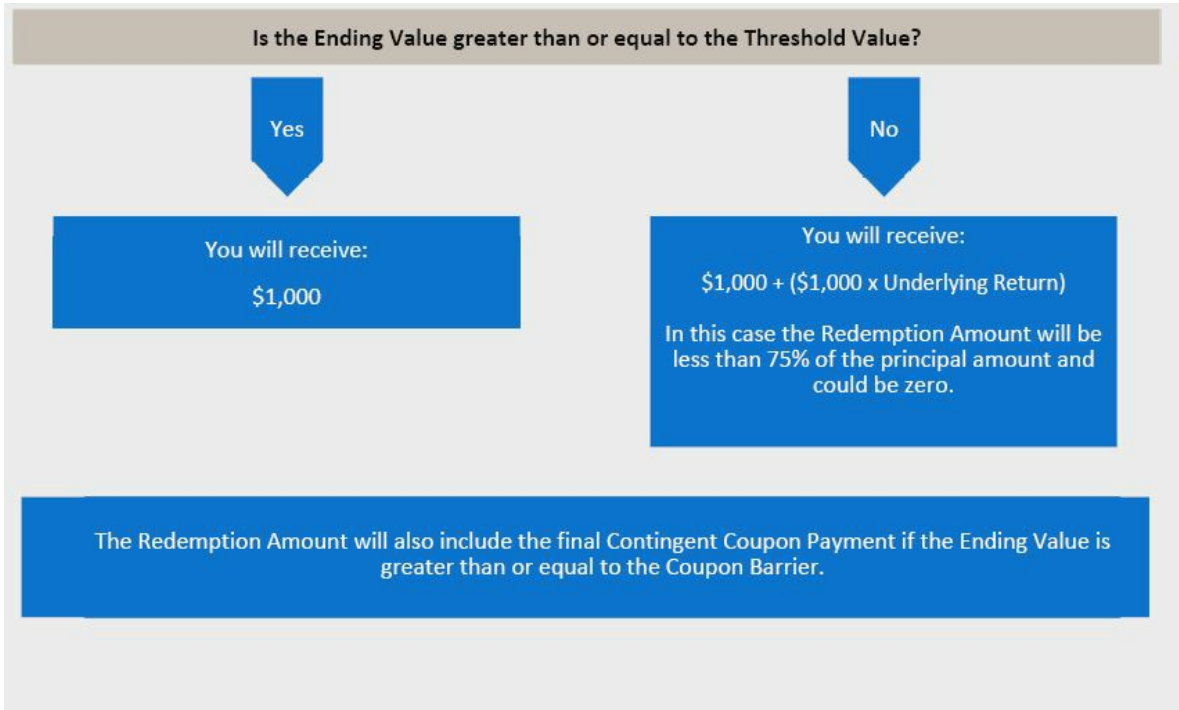 Is the Ending Value greater than or equal to the Threshold Value?
Yes
No
You will receive:
$1,000
You will receive:
$1,000 + ($1,000 x Underlying Return)
In this case the Redemption Amount will be
less than 75% of the principal amount and
could be zero.
The Redemption Amount will also include the final Contingent Coupon Payment if the Ending Value is
greater than or equal to the Coupon Barrier.